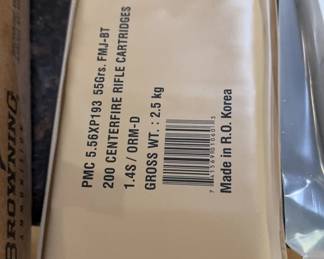 BROWNING
AMMUNITION
PMC 5.56XP193 55Grs. FMJ-BT
200 CENTERFIRE RIFLE CARTRIDGES
1.4S / ORM-D
GROSS WT. : 2.5 kg
Made in R.O. Korea